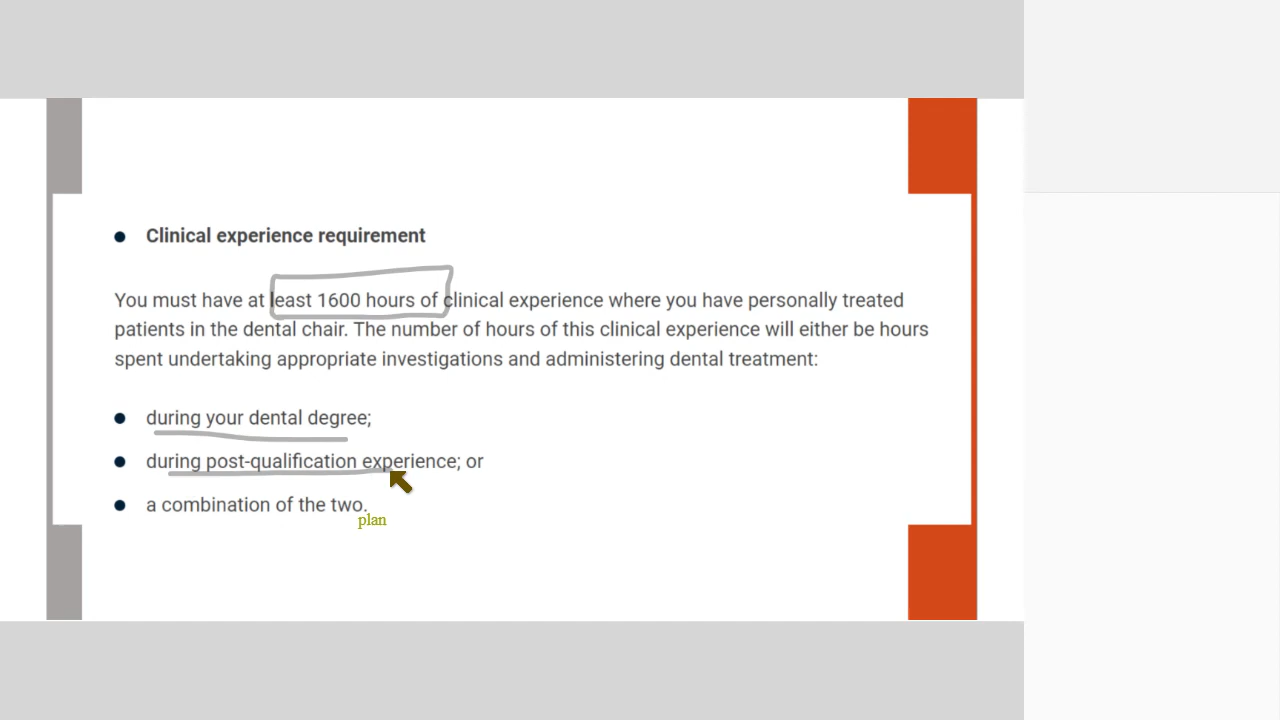 Clinical experience requirement
You must have at least 1600 hours of clinical experience where you have personally treated
patients in the dental chair. The number of hours of this clinical experience will either be hours
spent undertaking appropriate investigations and administering dental treatment:
during your dental degree;
during post-qualification experience; or
a combination of the two.
plan